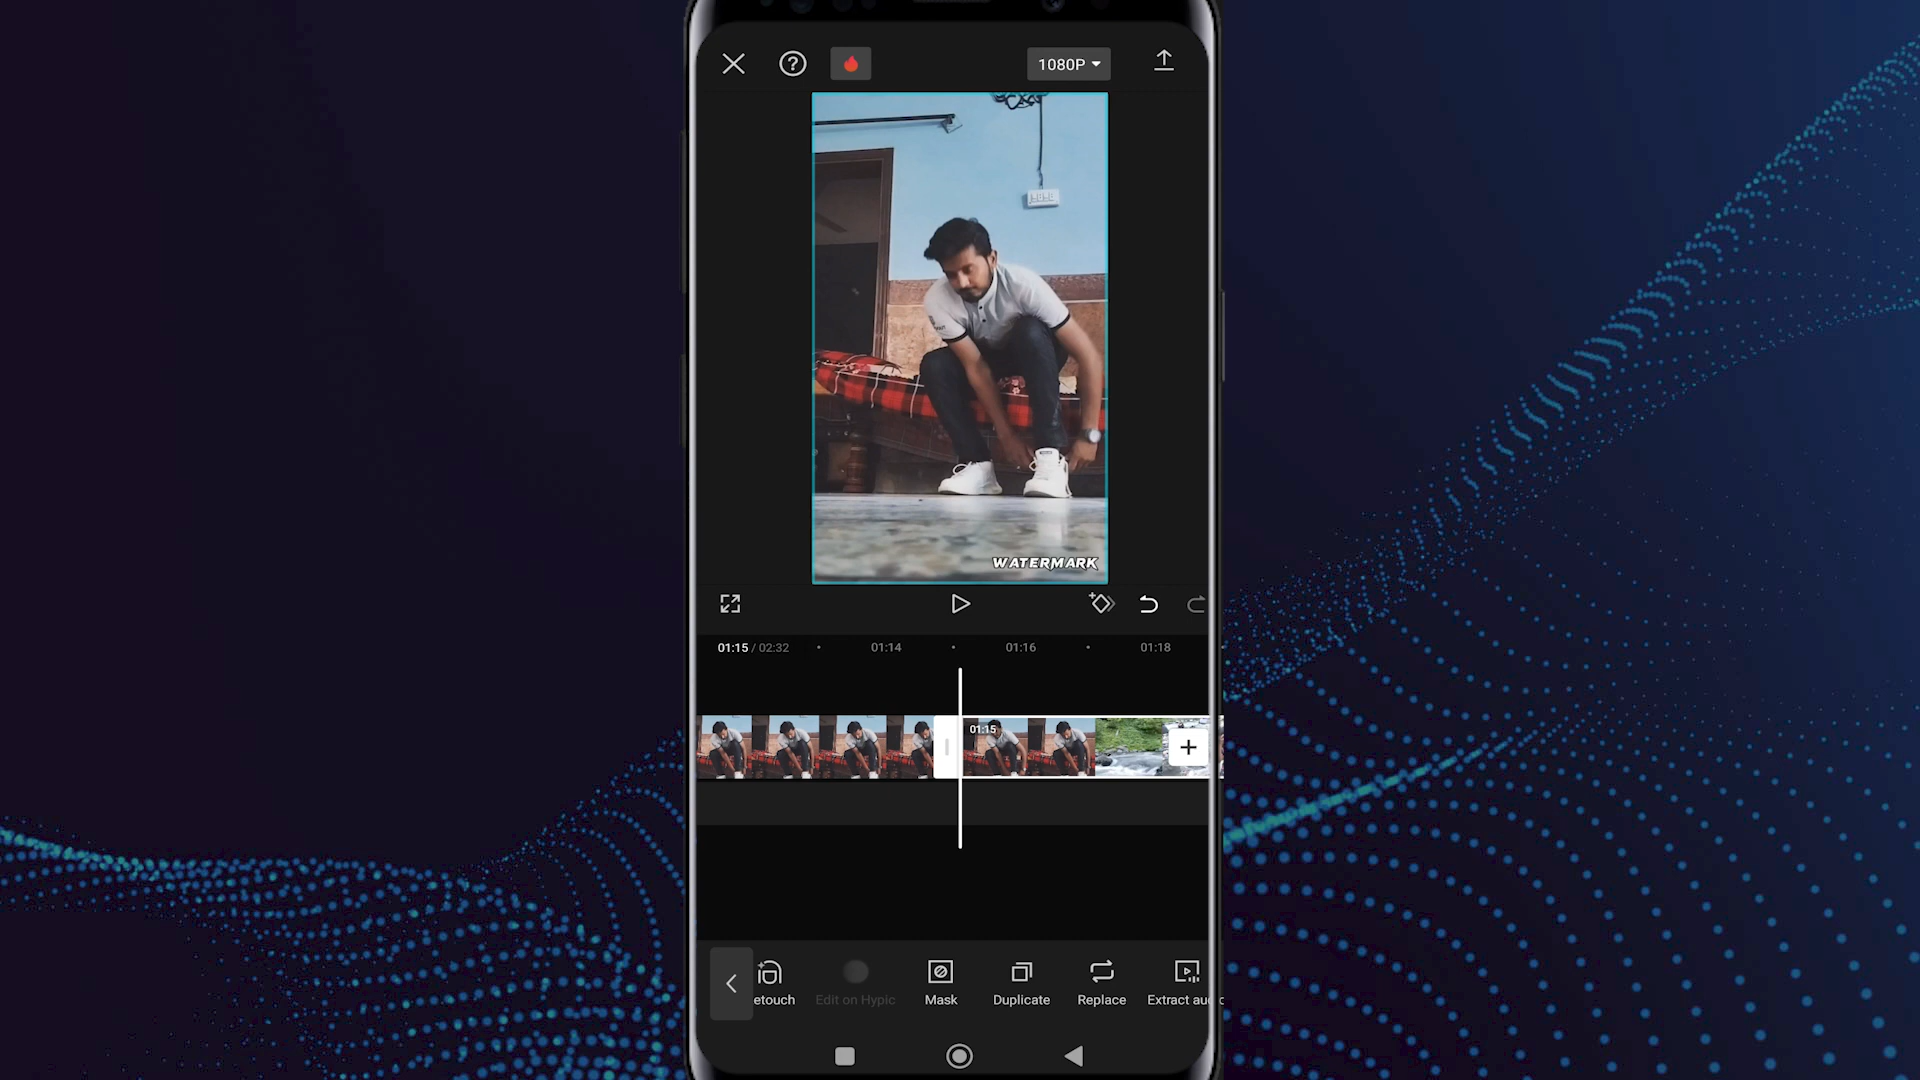 1080P
WATERMARK
01:15 / 02:32
01:14
01:16
01:18
01:15
etouch
Edit on Hypic
Mask
Duplicate
Replace
Extract au